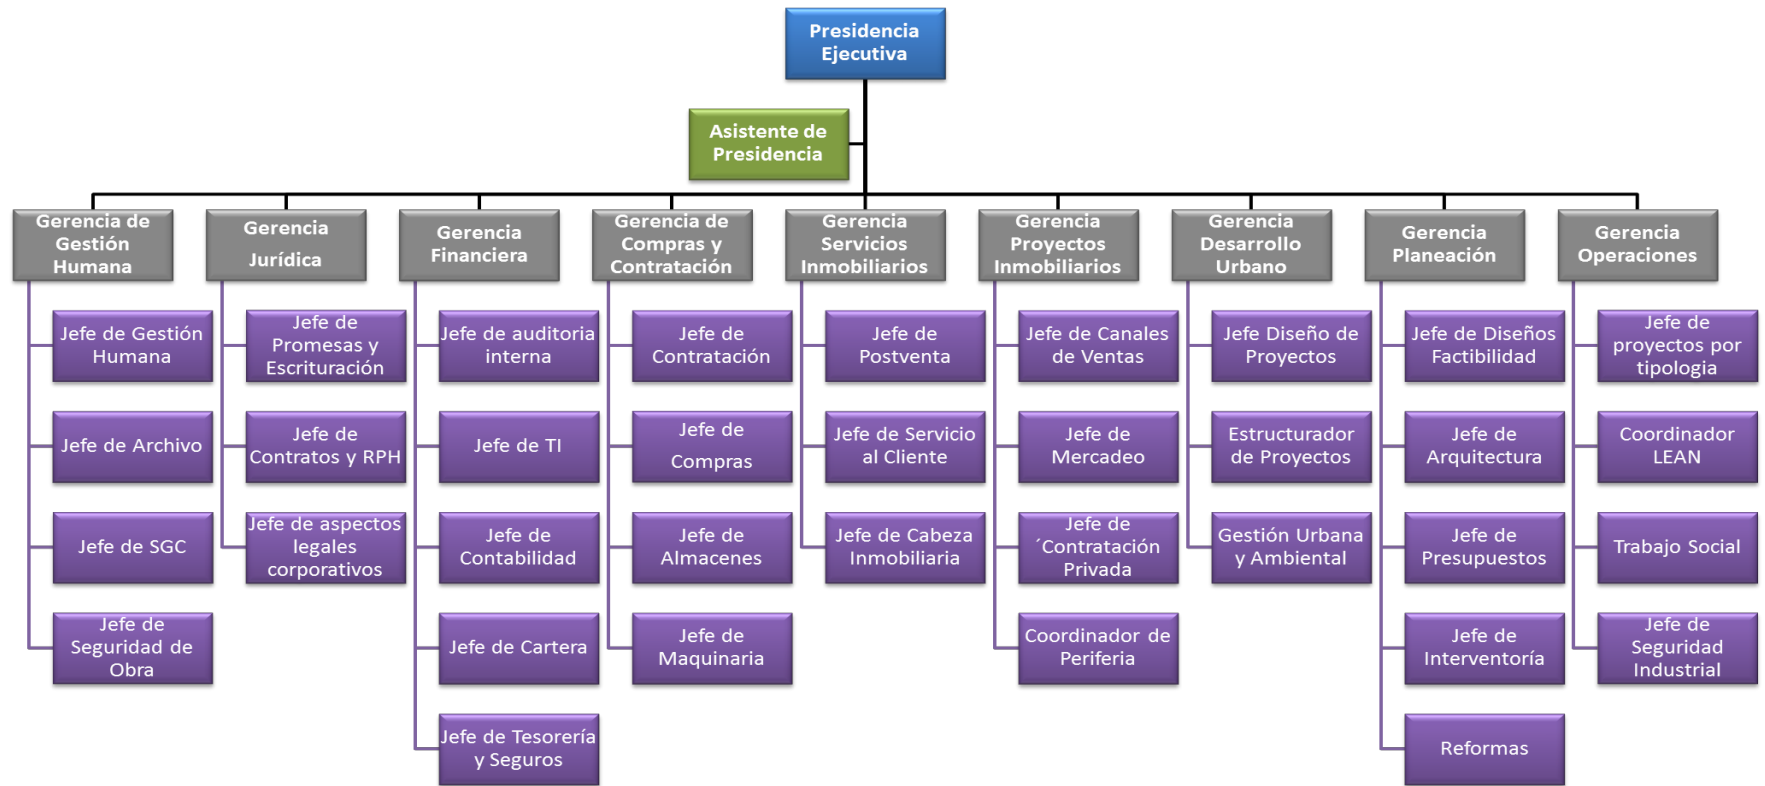 Presidencia
Ejecutiva
Asistente de
Presidencia
Gerencia de
Gestión
Humana
Gerencia
Jurídica
Gerencia
Financiera
Gerencia de
Compras y
Contratación
Gerencia
Servicios
Inmobiliarios
Gerencia
Proyectos
Inmobiliarios
Gerencia
Desarrollo
Urbano
Gerencia
Planeación
Gerencia
Operaciones
Jefe de Gestión
Humana
Jefe de Archivo
Jefe de SGC
Jefe de
Seguridad de
Obra
Jefe de
Promesas y
Escrituración
Jefe de
Contratos y RPH
Jefe de aspectos
legales
corporativos
Jefe de auditoria
interna
Jefe de TI
Jefe de
Contabilidad
Jefe de Cartera
Jefe de Tesorería
y Seguros
Jefe de
Contratación
Jefe de
Compras
Jefe de
Almacenes
Jefe de
Maquinaria
Jefe de
Postventa
Jefe de Servicio
al Cliente
Jefe de Cabeza
Inmobiliaria
Jefe de Canales
de Ventas
Jefe de
Mercadeo
Jefe de
´Contratación
Privada
Coordinador de
Periferia
Jefe Diseño de
Proyectos
Estructurador
de Proyectos
Gestión Urbana
y Ambiental
Jefe de Diseños
Factibilidad
Jefe de
Arquitectura
Jefe de
Presupuestos
Jefe de
Interventoría
Reformas
Jefe de
proyectos por
tipologia
Coordinador
LEAN
Trabajo Social
Jefe de
Seguridad
Industrial